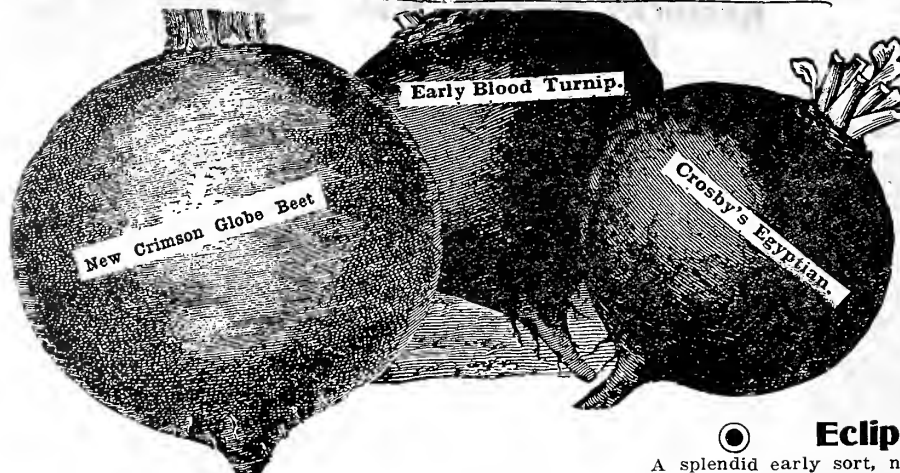 Early Blood Turnip.
New Crimson Globe Beet
Crosby's Egyptian.
Eclip
A splendid early sort, n